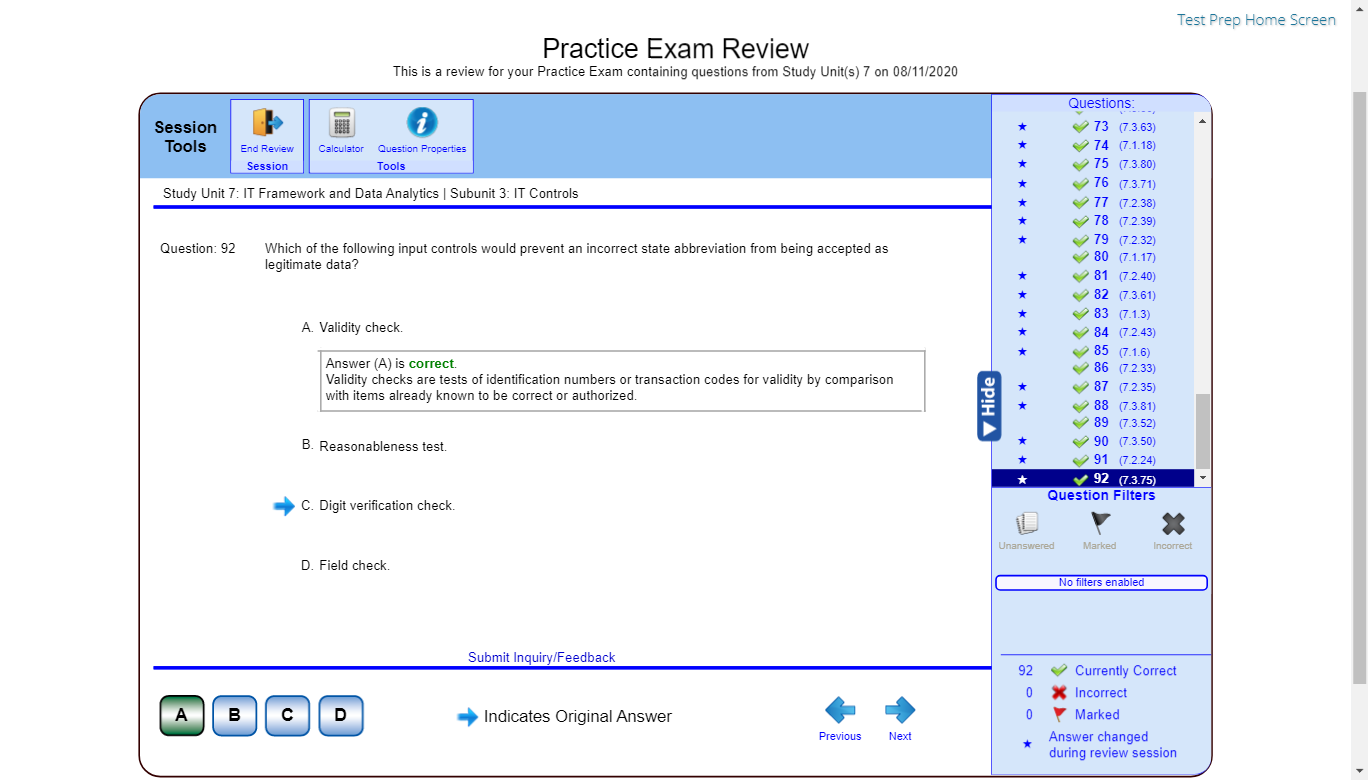 Test Prep Home Screen
Practice Exam Review
This is a review for your Practice Exam containing questions from Study Unit(s) 7 on 08/11/2020
Session Tools
End Review
Session
Calculator
Question Properties
Tools
Study Unit 7: IT Framework and Data Analytics | Subunit 3: IT Controls
Question: 92
Which of the following input controls would prevent an incorrect state abbreviation from being accepted as
legitimate data?
A. Validity check.
Answer (A) is correct.
Validity checks are tests of identification numbers or transaction codes for validity by comparison
with items already known to be correct or authorized.
B. Reasonableness test.
C. Digit verification check.
D. Field check.
Submit Inquiry/Feedback
A B C D
Indicates Original Answer
Previous
Next
Questions:
73 (7.3.63)
74 (7.1.18)
75 (7.3.80)
76 (7.3.71)
77 (7.2.38)
78 (7.2.39)
79 (7.2.32)
80 (7.1.17)
81 (7.2.40)
82 (7.3.61)
83 (7.1.3)
84 (7.2.43)
85 (7.1.6)
86 (7.2.33)
87 (7.2.35)
88 (7.3.81)
89 (7.3.52)
90 (7.3.50)
91 (7.2.24)
92 (7.3.75)
Hide
Question Filters
Unanswered
Marked
Incorrect
No filters enabled
92 Currently Correct
0 Incorrect
0 Marked
Answer changed
during review session